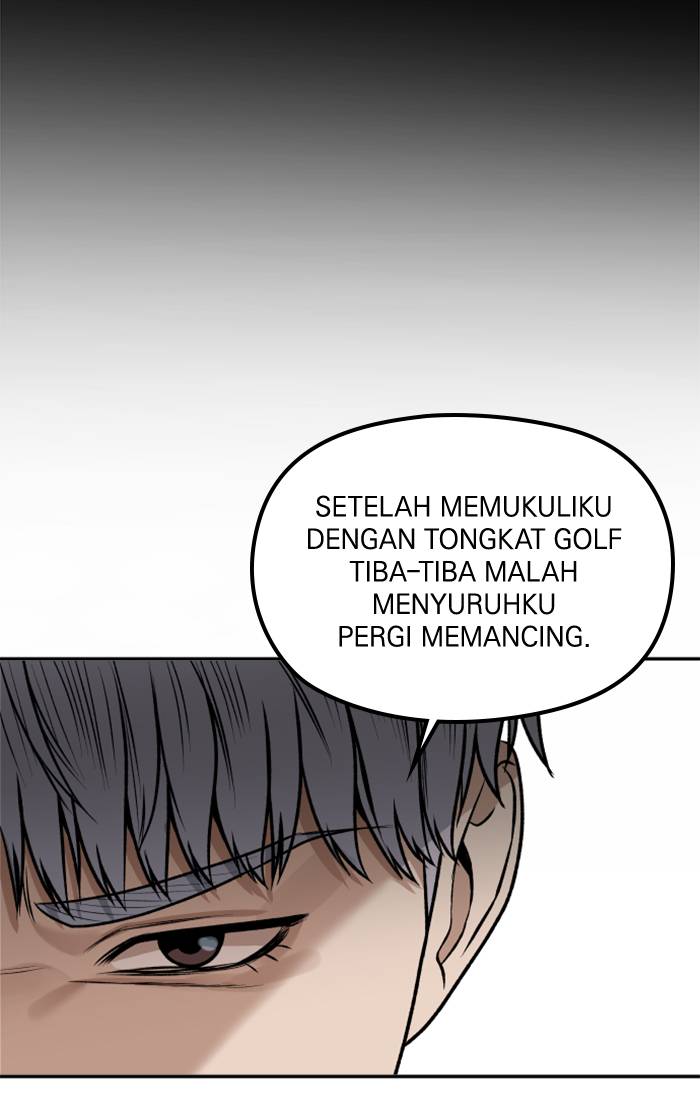 SETELAH MEMUKULIKU
DENGAN TONGKAT GOLF
TIBA-TIBA MALAH
MENYURUHKU
PERGI MEMANCING.